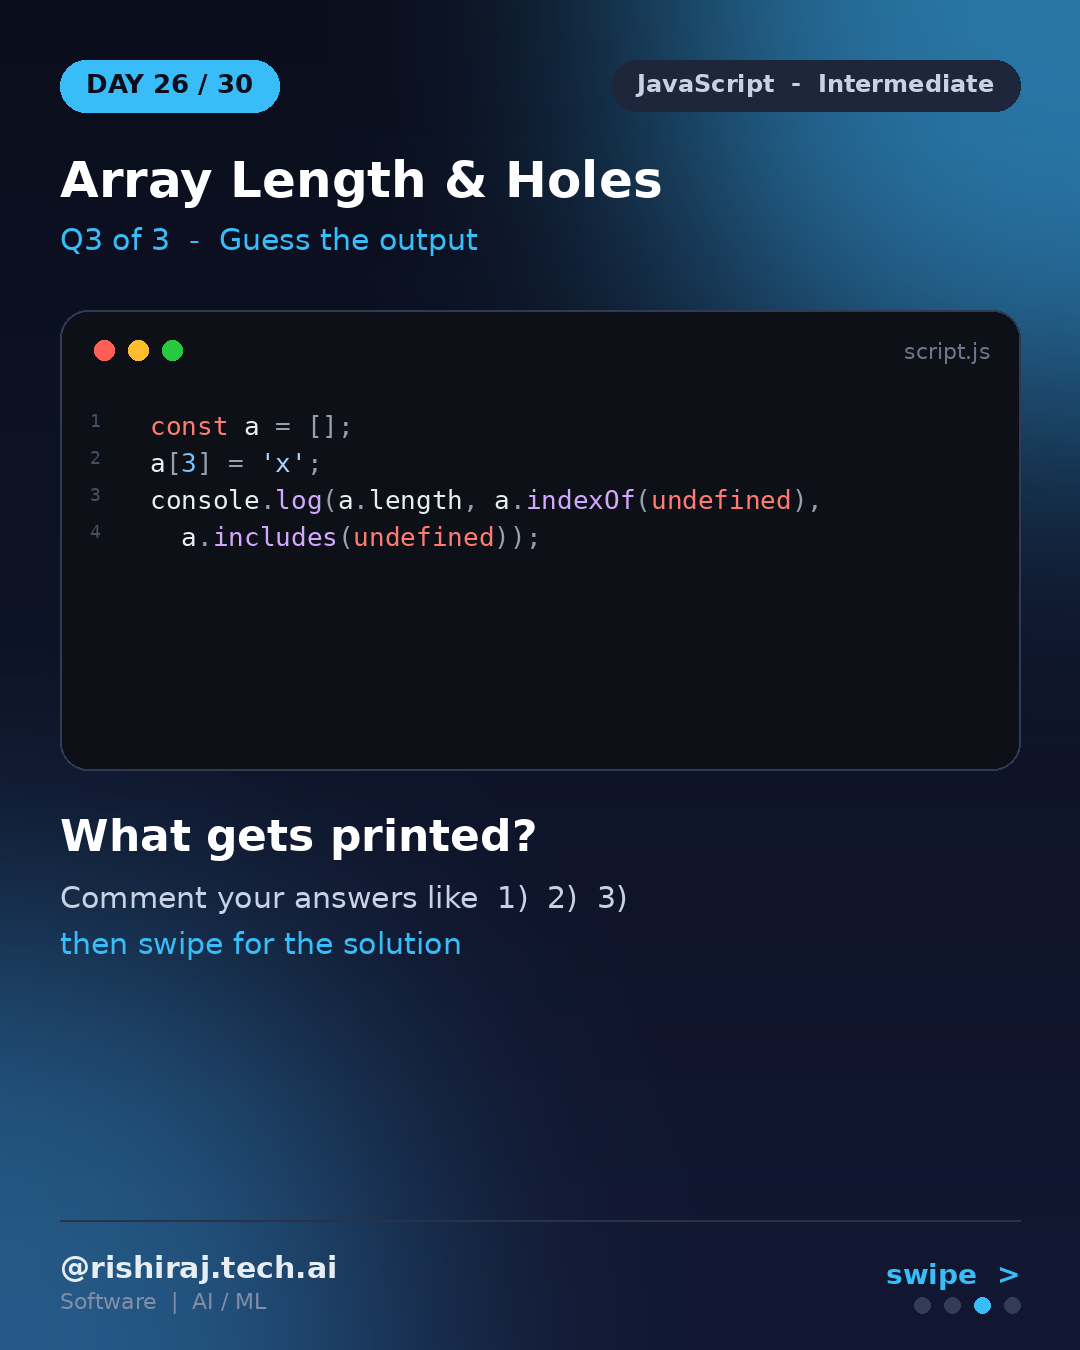 DAY 26 / 30
JavaScript - Intermediate
Array Length & Holes
Q3 of 3 - Guess the output
script.js
1 const a = [];
2 a[3] = 'x';
3 console.log(a.length, a.indexOf(undefined),
4   a.includes(undefined));
What gets printed?
Comment your answers like 1) 2) 3)
then swipe for the solution
@rishiraj.tech.ai
Software | AI / ML
swipe >